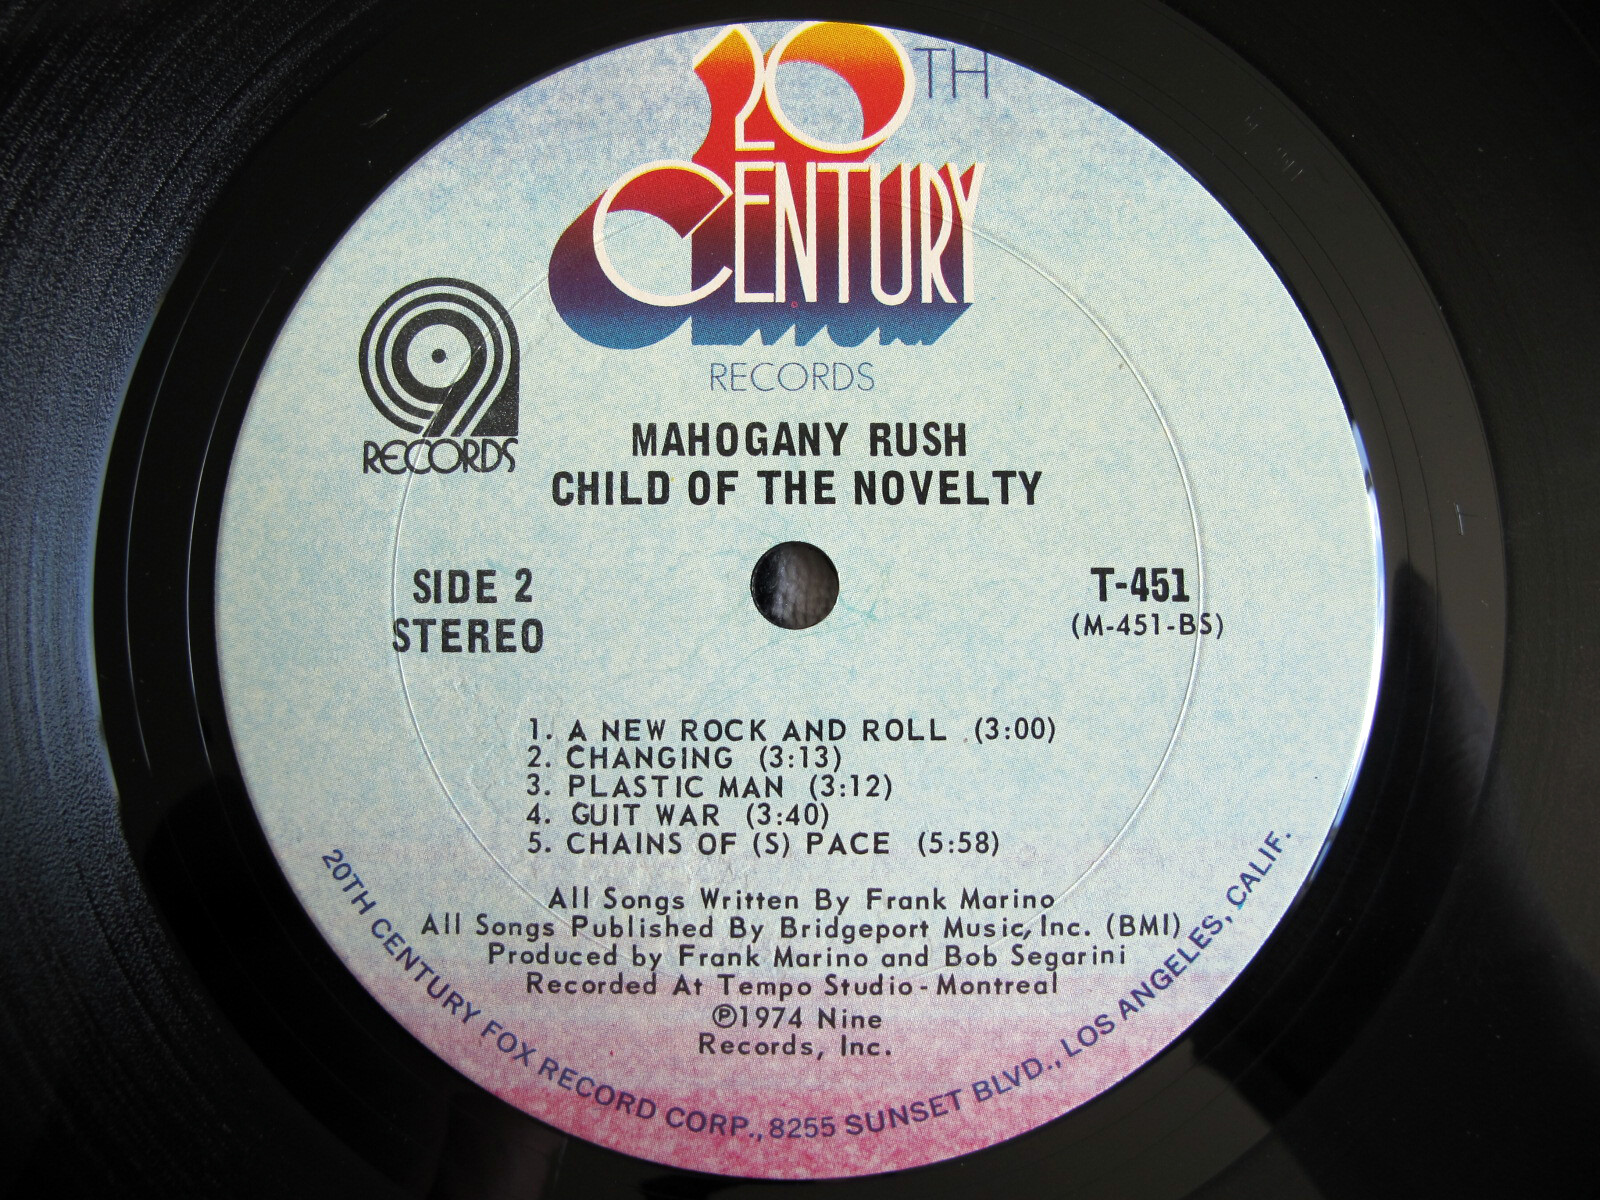 20TH
CENTURY
RECORDS
9
RECORDS
MAHOGANY RUSH
CHILD OF THE NOVELTY
SIDE 2
STEREO
T-451
(M-451-BS)
1. A NEW ROCK AND ROLL (3:00)
2. CHANGING (3:13)
3. PLASTIC MAN (3:12)
4. GUIT WAR (3:40)
5. CHAINS OF (S) PACE (5:58)
All Songs Written By Frank Marino
All Songs Published By Bridgeport Music, Inc. (BMI)
Produced by Frank Marino and Bob Segarini
Recorded At Tempo Studio - Montreal
℗1974 Nine
Records, Inc.
20TH CENTURY FOX RECORD CORP., 8255 SUNSET BLVD., LOS ANGELES, CALIF.